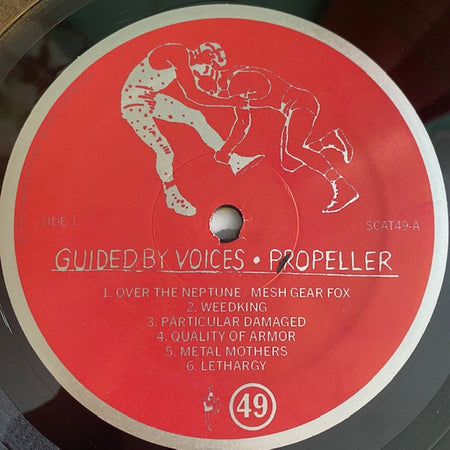 SIDE 1
SCAT49-A
GUIDED BY VOICES • PROPELLER
1. OVER THE NEPTUNE / MESH GEAR FOX
2. WEEDKING
3. PARTICULAR DAMAGED
4. QUALITY OF ARMOR
5. METAL MOTHERS
6. LETHARGY
49